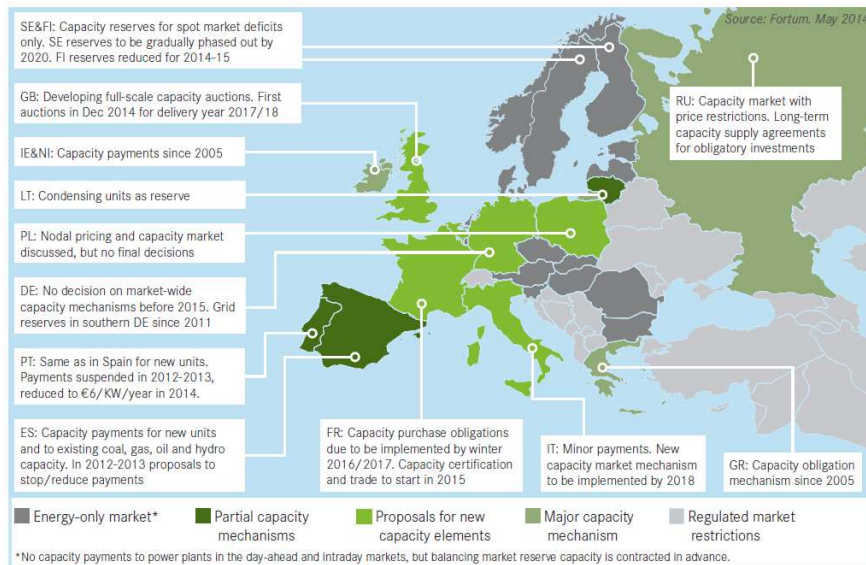 SE&FI: Capacity reserves for spot market deficits
only. SE reserves to be gradually phased out by
2020. FI reserves reduced for 2014-15
Source: Fortum. May 2014
GB: Developing full-scale capacity auctions. First
auctions in Dec 2014 for delivery year 2017/18
RU: Capacity market with
price restrictions. Long-term
capacity supply agreements
for obligatory investments
IE&NI: Capacity payments since 2005
LT: Condensing units as reserve
PL: Nodal pricing and capacity market
discussed, but no final decisions
DE: No decision on market-wide
capacity mechanisms before 2015. Grid
reserves in southern DE since 2011
PT: Same as in Spain for new units.
Payments suspended in 2012-2013,
reduced to €6/KW/year in 2014.
ES: Capacity payments for new units
and to existing coal, gas, oil and hydro
capacity. In 2012-2013 proposals to
stop/reduce payments
FR: Capacity purchase obligations
due to be implemented by winter
2016/2017. Capacity certification
and trade to start in 2015
IT: Minor payments. New
capacity market mechanism
to be implemented by 2018
GR: Capacity obligation
mechanism since 2005
Energy-only market*
Partial capacity
mechanisms
Proposals for new
capacity elements
Major capacity
mechanism
Regulated market
restrictions
*No capacity payments to power plants in the day-ahead and intraday markets, but balancing market reserve capacity is contracted in advance.